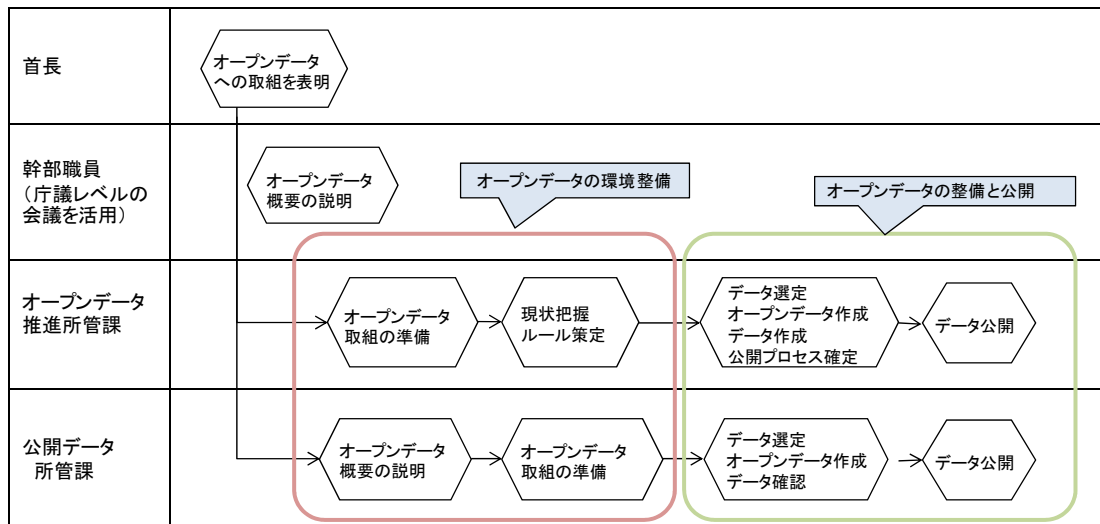 首長
オープンデータ
への取組を表明
幹部職員
(庁議レベルの
会議を活用)
オープンデータ
概要の説明
オープンデータの環境整備
オープンデータの整備と公開
オープンデータ
推進所管課
オープンデータ
取組の準備
現状把握
ルール策定
データ選定
オープンデータ作成
データ作成
公開プロセス確定
データ公開
公開データ
所管課
オープンデータ
概要の説明
オープンデータ
取組の準備
データ選定
オープンデータ作成
データ確認
データ公開